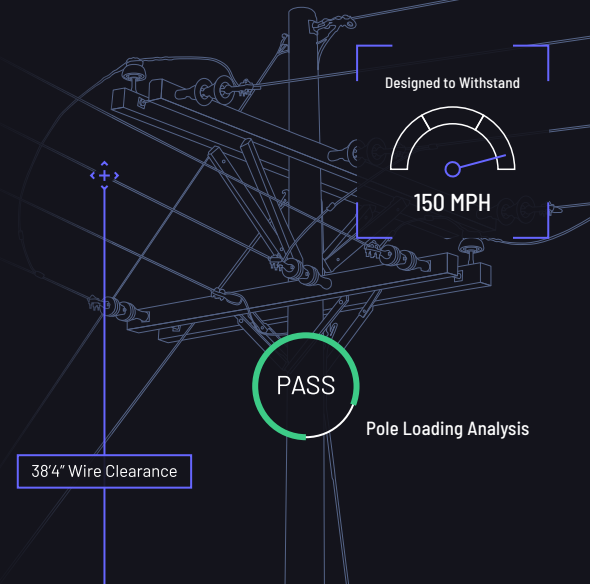 Designed to Withstand
150 MPH
PASS
Pole Loading Analysis
38'4" Wire Clearance